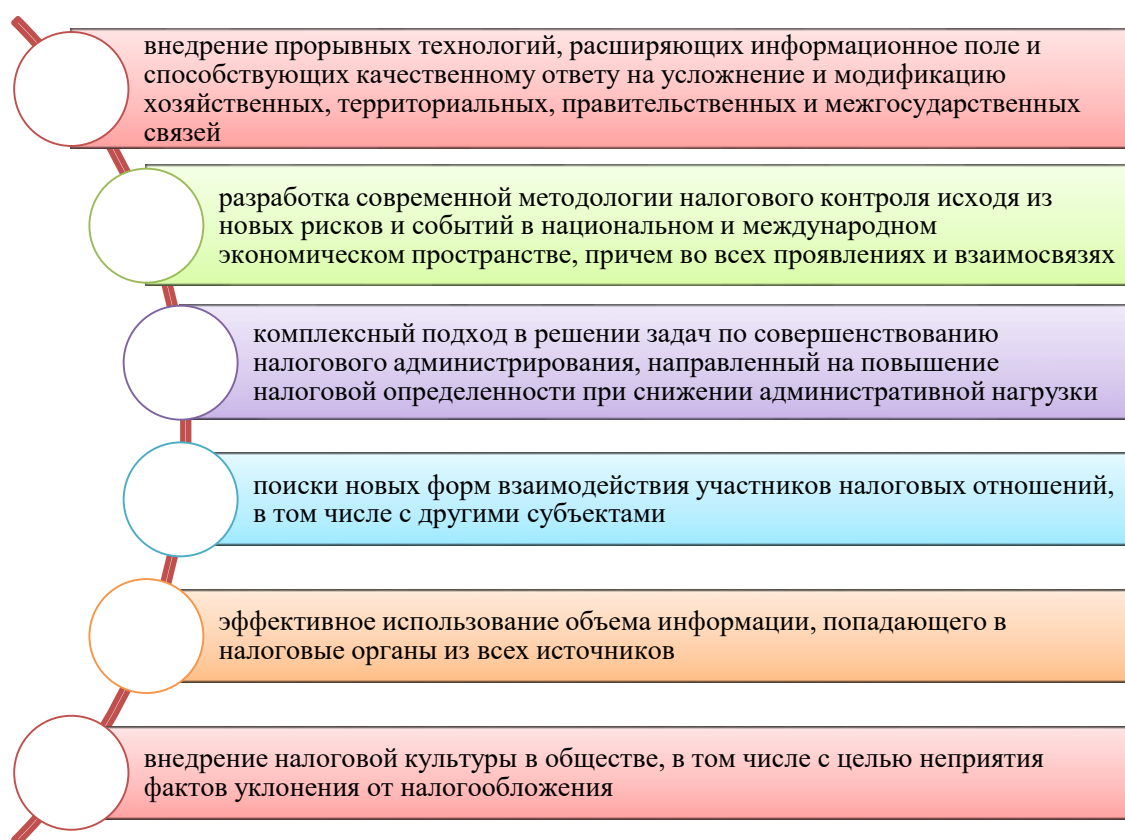 внедрение прорывных технологий, расширяющих информационное поле и
способствующих качественному ответу на усложнение и модификацию
хозяйственных, территориальных, правительственных и межгосударственных
связей
разработка современной методологии налогового контроля исходя из
новых рисков и событий в национальном и международном
экономическом пространстве, причем во всех проявлениях и взаимосвязях
комплексный подход в решении задач по совершенствованию
налогового администрирования, направленный на повышение
налоговой определенности при снижении административной нагрузки
поиски новых форм взаимодействия участников налоговых отношений,
в том числе с другими субъектами
эффективное использование объема информации, попадающего в
налоговые органы из всех источников
внедрение налоговой культуры в обществе, в том числе с целью неприятия
фактов уклонения от налогообложения